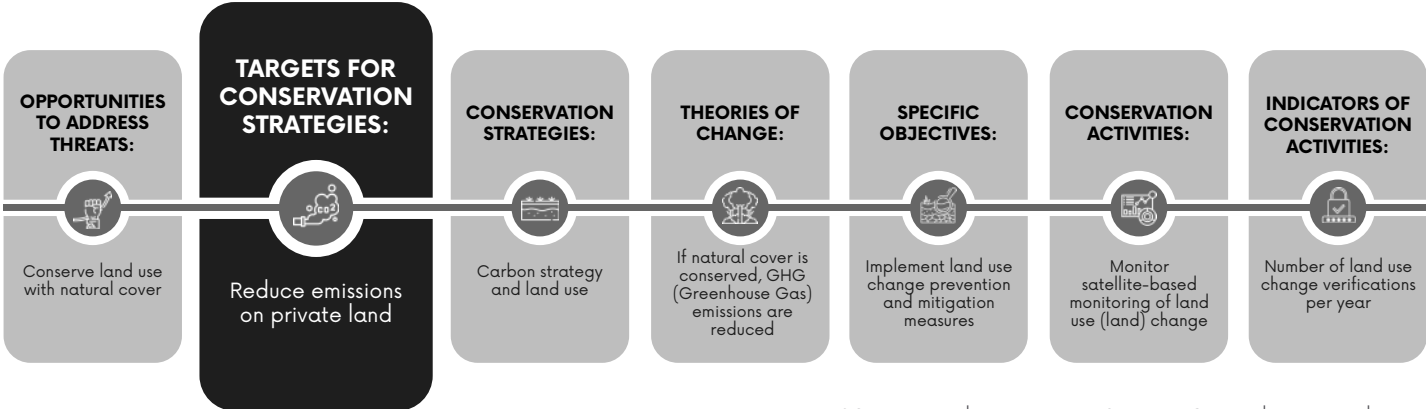 OPPORTUNITIES
TO ADDRESS
THREATS:
Conserve land use
with natural cover
TARGETS FOR
CONSERVATION
STRATEGIES:
CO2
Reduce emissions
on private land
CONSERVATION
STRATEGIES:
Carbon strategy
and land use
THEORIES OF
CHANGE:
If natural cover is
conserved, GHG
(Greenhouse Gas)
emissions are
reduced
SPECIFIC
OBJECTIVES:
Implement land use
change prevention
and mitigation
measures
CONSERVATION
ACTIVITIES:
Monitor
satellite-based
monitoring of land
use (land) change
INDICATORS OF
CONSERVATION
ACTIVITIES:
Number of land use
change verifications
per year